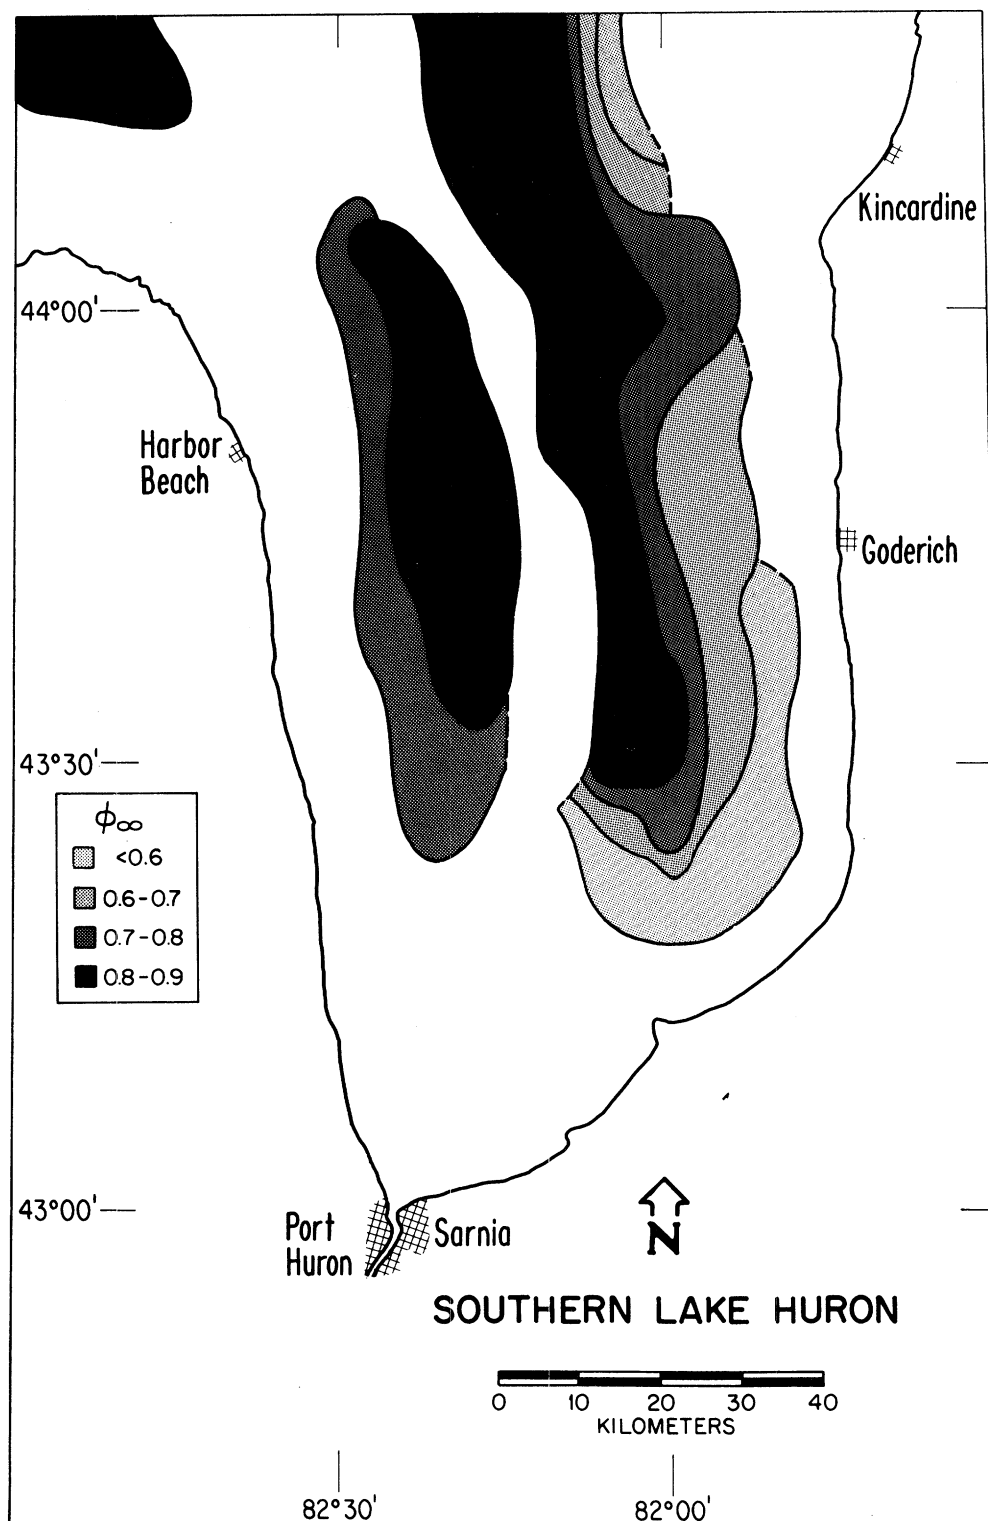 Kincardine
44°00'
Harbor
Beach
Goderich
43°30'
ϕ∞
<0.6
0.6-0.7
0.7-0.8
0.8-0.9
43°00'
Port
Huron
Sarnia
N
SOUTHERN LAKE HURON
0 10 20 30 40
KILOMETERS
82°30' 82°00'